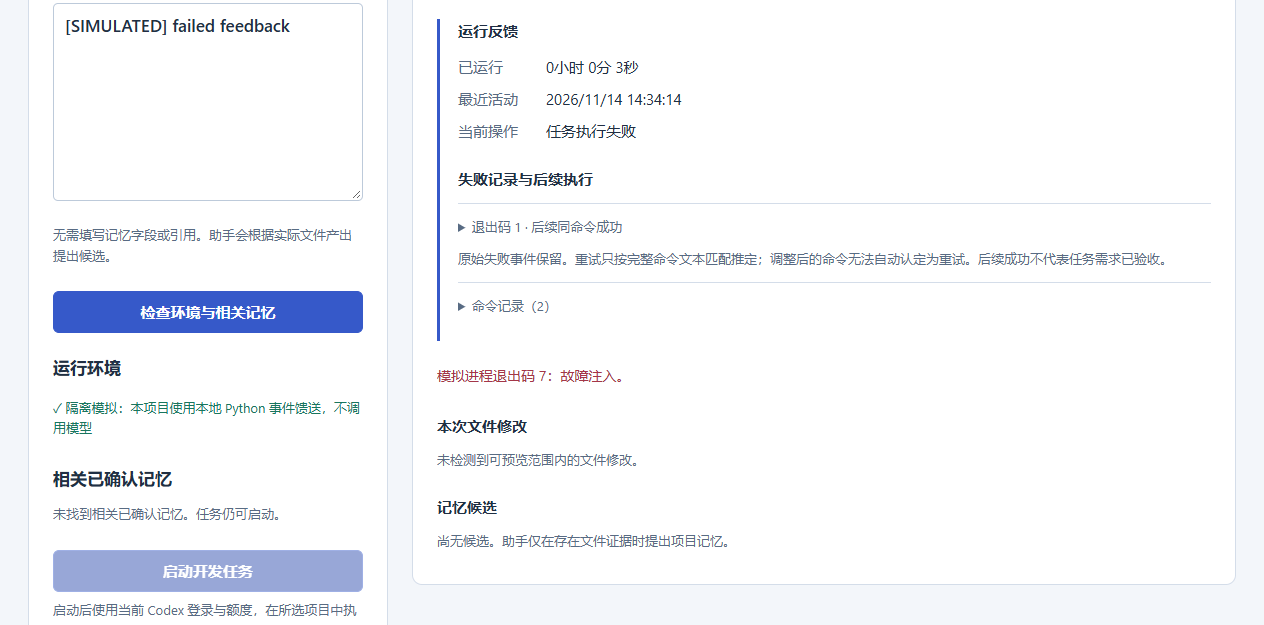 [SIMULATED] failed feedback
无需填写记忆字段或引用。助手会根据实际文件产出
提出候选。
检查环境与相关记忆
运行环境
✓ 隔离模拟：本项目使用本地 Python 事件馈送，不调
用模型
相关已确认记忆
未找到相关已确认记忆。任务仍可启动。
启动开发任务
启动后使用当前 Codex 登录与额度，在所选项目中执
运行反馈
已运行 0小时 0分 3秒
最近活动 2026/11/14 14:34:14
当前操作 任务执行失败
失败记录与后续执行
▶ 退出码 1 · 后续同命令成功
原始失败事件保留。重试只按完整命令文本匹配推定；调整后的命令无法自动认定为重试。后续成功不代表任务需求已验收。
▶ 命令记录（2）
模拟进程退出码 7：故障注入。
本次文件修改
未检测到可预览范围内的文件修改。
记忆候选
尚无候选。助手仅在存在文件证据时提出项目记忆。